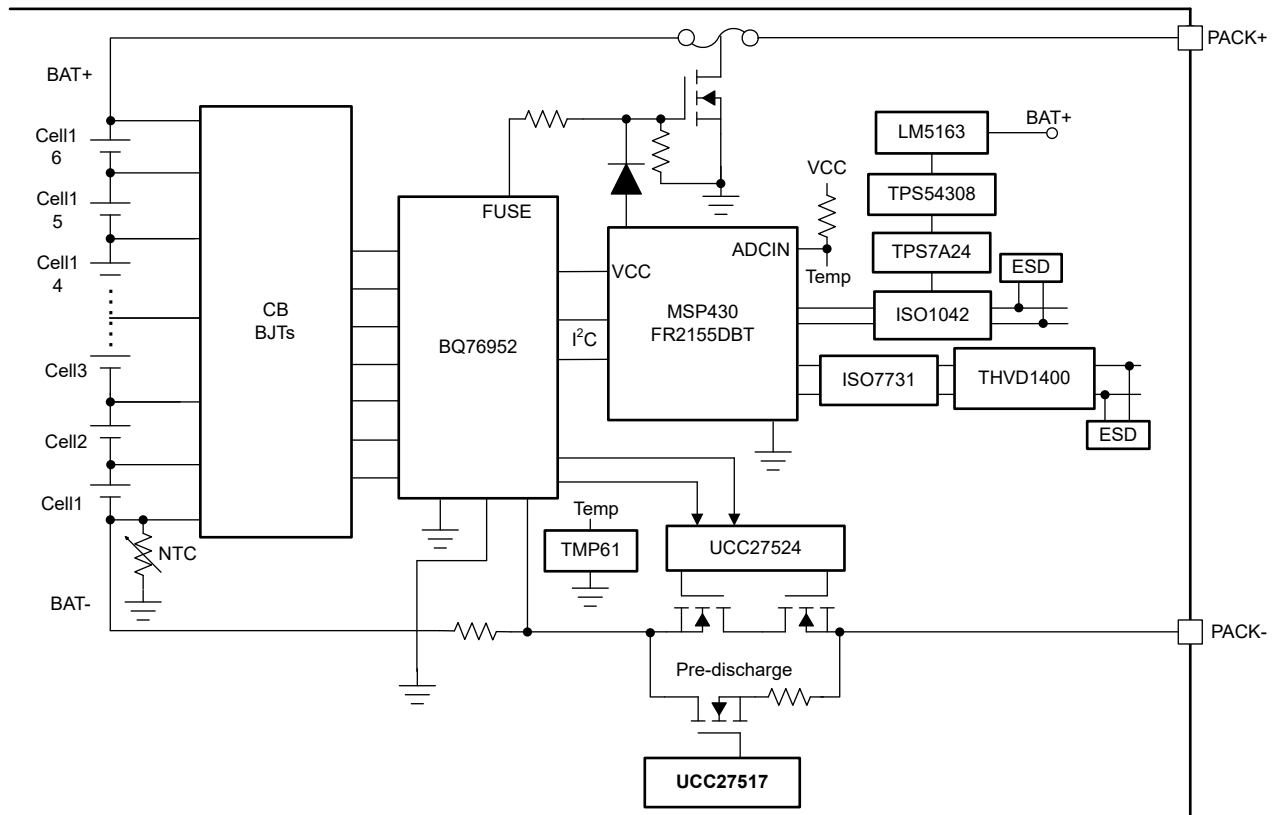 PACK+
BAT+
LM5163
BAT+
Cell1
6
VCC
TPS54308
Cell1
5
FUSE
ADCIN
TPS7A24
ESD
Cell1
4
VCC
Temp
CB
BJTs
MSP430
FR2155DBT
ISO1042
BQ76952
I²C
Cell3
ISO7731
THVD1400
Cell2
ESD
Cell1
Temp
NTC
TMP61
UCC27524
BAT-
PACK-
Pre-discharge
UCC27517